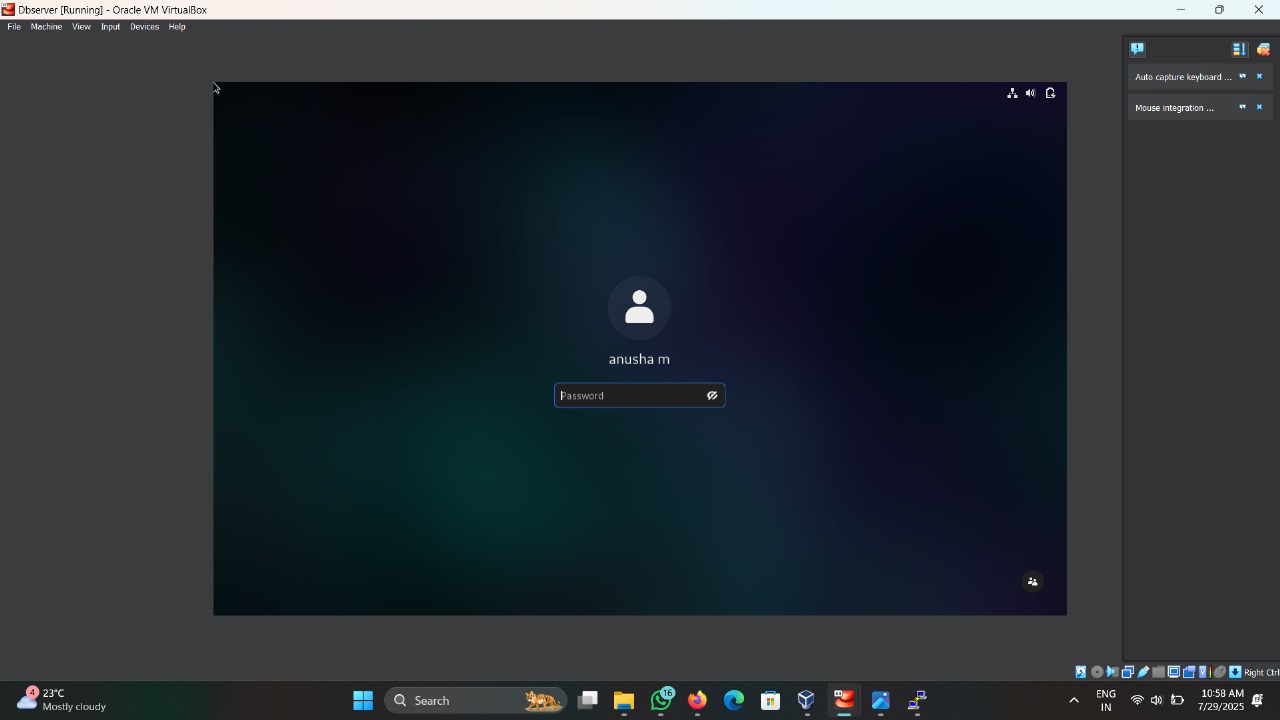 Dbserver [Running] - Oracle VM VirtualBox
File Machine View Input Devices Help
Auto capture keyboard ...
Mouse integration ...
anusha m
Password
Right Ctrl
4
23°C
Mostly cloudy
Search
16
ENG
IN
10:58 AM
7/29/2025